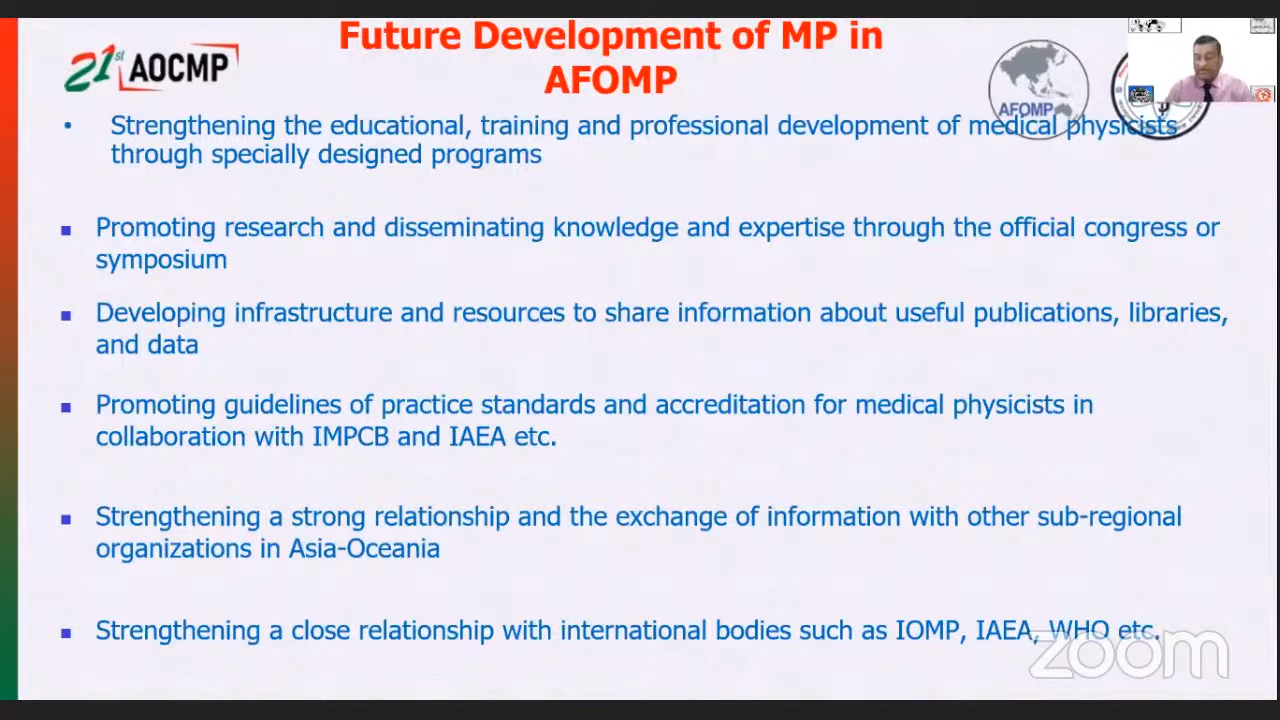 Future Development of MP in
AFOMP
21st AOCMP
AFOMP
• Strengthening the educational, training and professional development of medical physicists
through specially designed programs
▪ Promoting research and disseminating knowledge and expertise through the official congress or
symposium
▪ Developing infrastructure and resources to share information about useful publications, libraries,
and data
▪ Promoting guidelines of practice standards and accreditation for medical physicists in
collaboration with IMPCB and IAEA etc.
▪ Strengthening a strong relationship and the exchange of information with other sub-regional
organizations in Asia-Oceania
▪ Strengthening a close relationship with international bodies such as IOMP, IAEA, WHO etc.
zoom